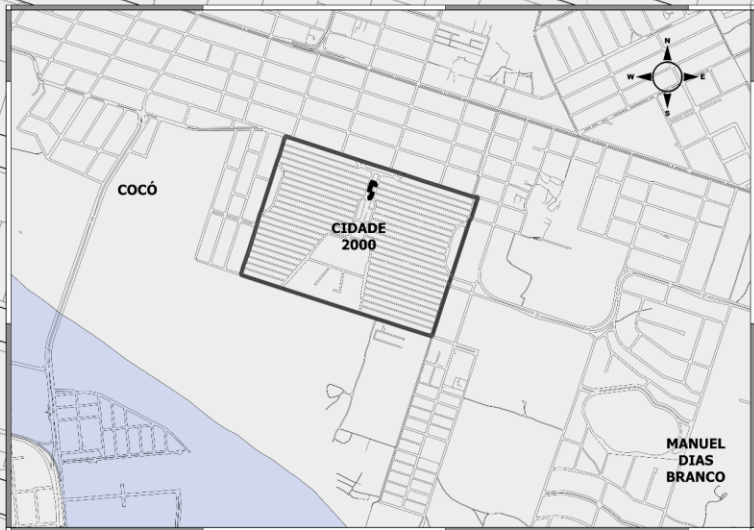 N
W E
S
COCÓ
CIDADE
2000
MANUEL
DIAS
BRANCO